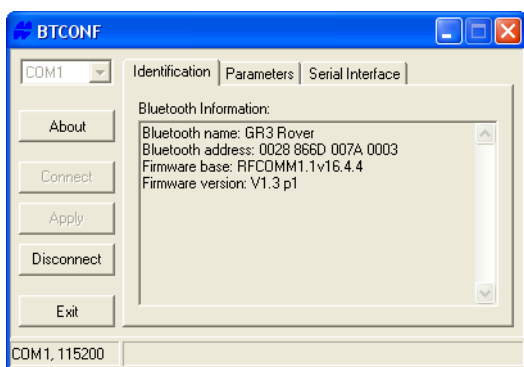 BTCONF
COM1
Identification
Parameters
Serial Interface
Bluetooth Information:
Bluetooth name: GR3 Rover
Bluetooth address: 0028 866D 007A 0003
Firmware base: RFCOMM1.1v16.4.4
Firmware version: V1.3 p1
About
Connect
Apply
Disconnect
Exit
COM1, 115200